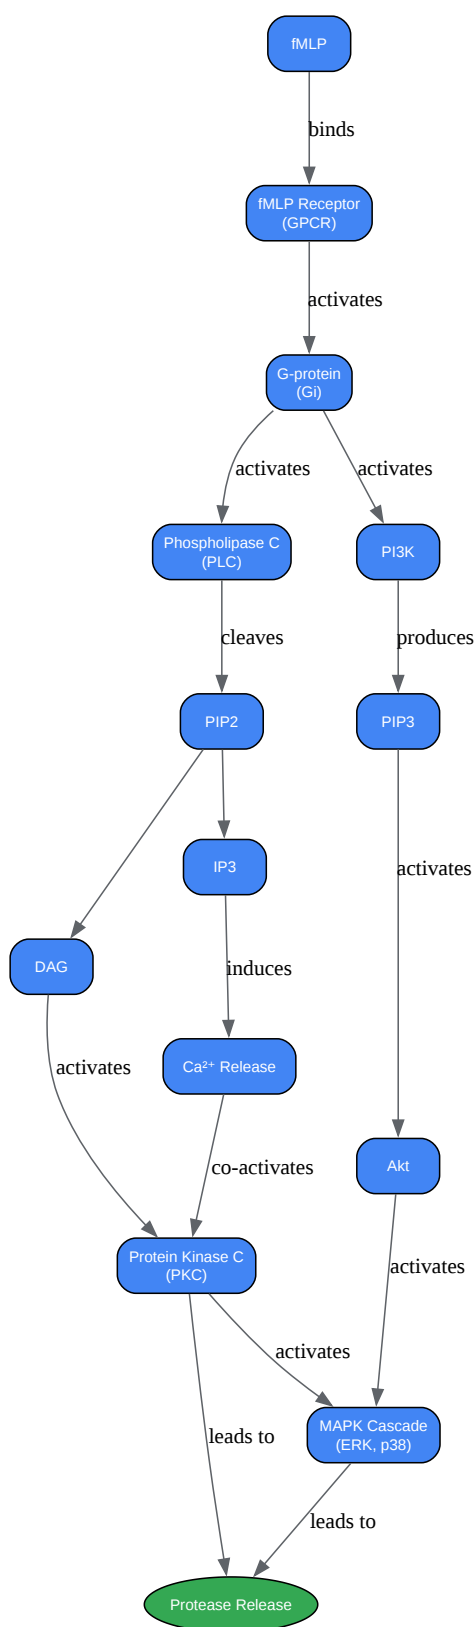 fMLP
binds
fMLP Receptor
(GPCR)
activates
G-protein
(Gi)
activates
activates
Phospholipase C
(PLC)
PI3K
cleaves
produces
PIP2
PIP3
IP3
activates
DAG
induces
Ca²⁺ Release
activates
co-activates
Akt
Protein Kinase C
(PKC)
activates
activates
MAPK Cascade
(ERK, p38)
leads to
leads to
Protease Release